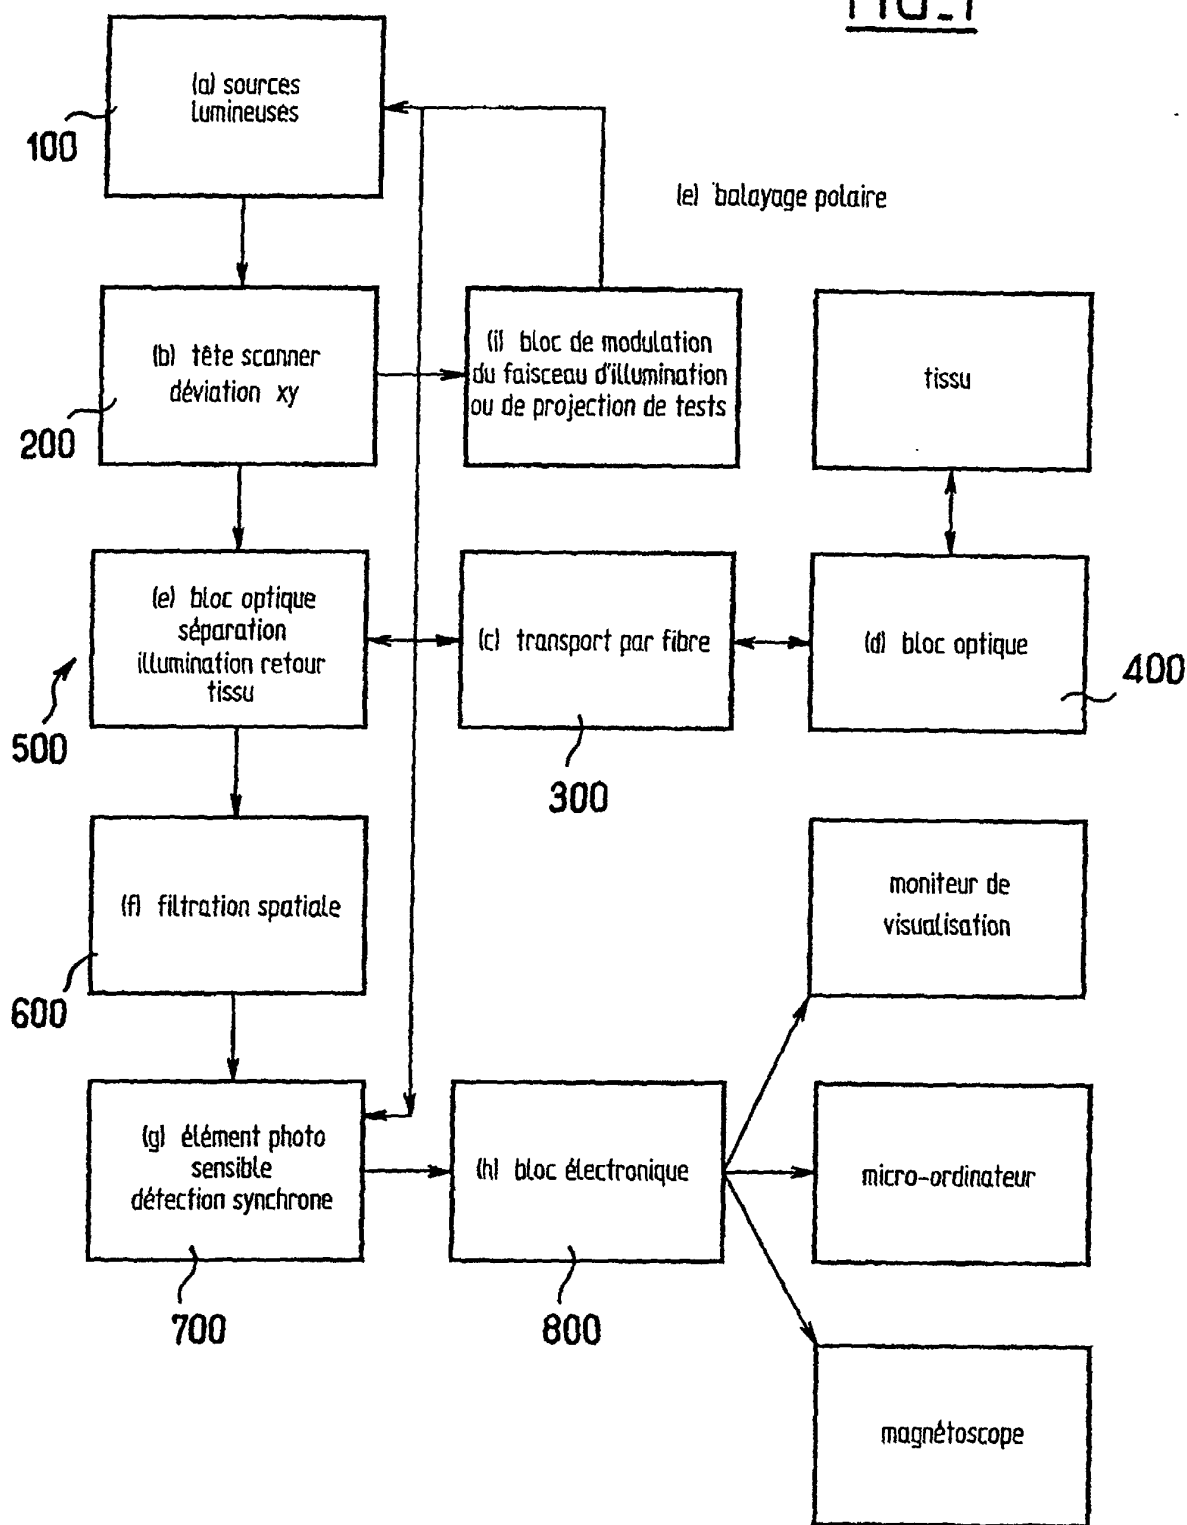 FIG_1
(a) sources
lumineuses
100
(e) balayage polaire
(b) tête scanner
déviation xy
200
(i) bloc de modulation
du faisceau d'illumination
ou de projection de tests
tissu
(e) bloc optique
séparation
illumination retour
tissu
500
(c) transport par fibre
300
(d) bloc optique
400
(f) filtration spatiale
600
moniteur de
visualisation
(g) élément photo
sensible
détection synchrone
700
(h) bloc électronique
800
micro-ordinateur
magnétoscope